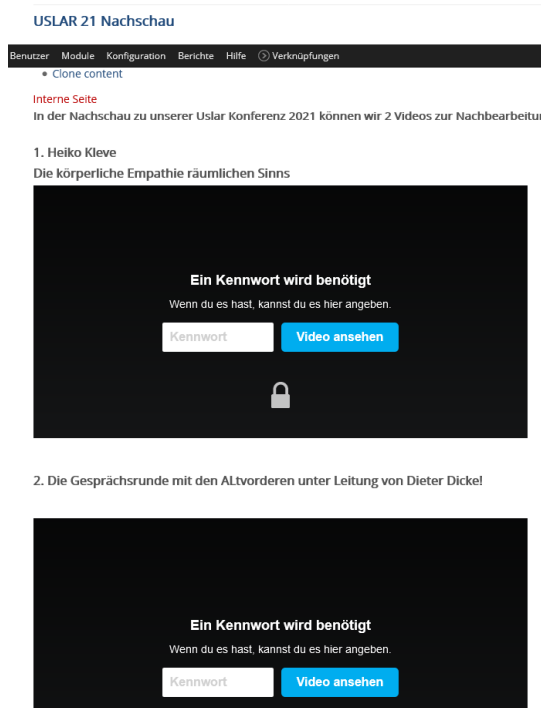 USLAR 21 Nachschau
Benutzer Module Konfiguration Berichte Hilfe Verknüpfungen
Clone content
Interne Seite
In der Nachschau zu unserer Uslar Konferenz 2021 können wir 2 Videos zur
1. Heiko Kleve
Die körperliche Empathie räumlichen Sinns
Ein Kennwort wird benötigt
Wenn du es hast, kannst du es hier angeben.
Kennwort Video ansehen
2. Die Gesprächsrunde mit den ALtvorderen unter Leitung von Dieter Dicke!
Ein Kennwort wird benötigt
Wenn du es hast, kannst du es hier angeben.
Kennwort Video ansehen